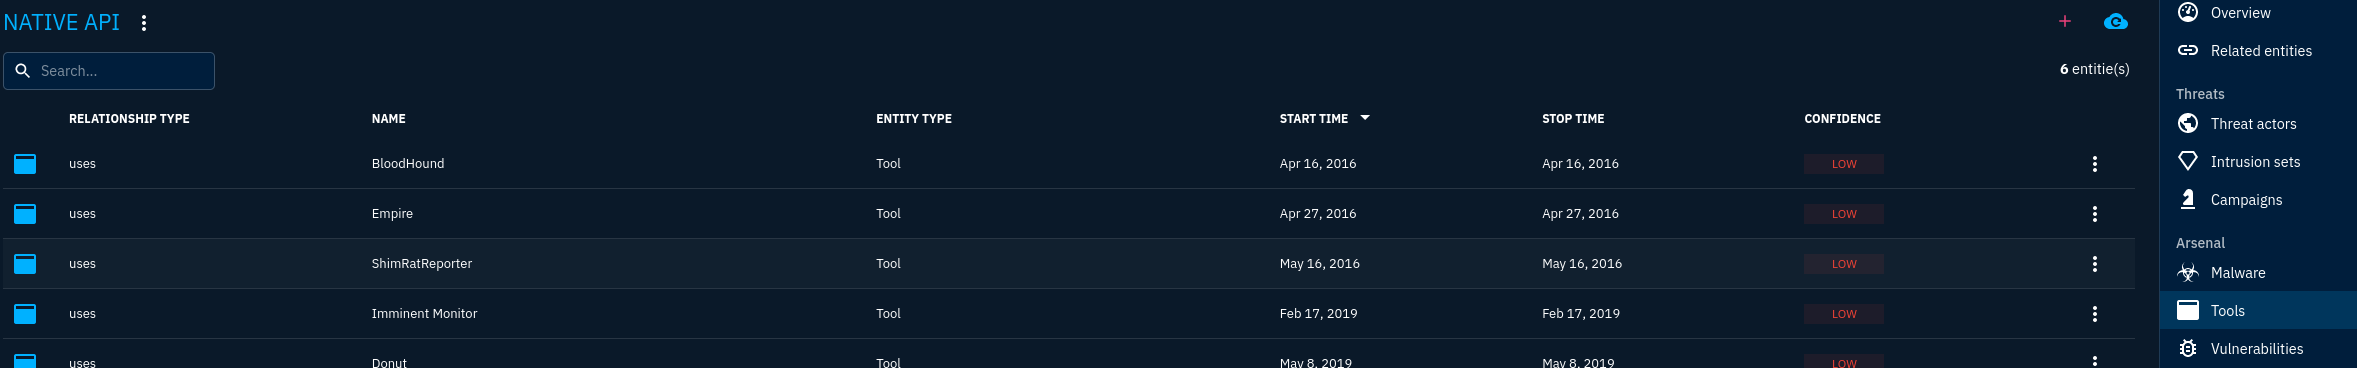 NATIVE API
Search...
6 entitie(s)
RELATIONSHIP TYPE NAME ENTITY TYPE START TIME STOP TIME CONFIDENCE
uses BloodHound Tool Apr 16, 2016 Apr 16, 2016 LOW
uses Empire Tool Apr 27, 2016 Apr 27, 2016 LOW
uses ShimRatReporter Tool May 16, 2016 May 16, 2016 LOW
uses Imminent Monitor Tool Feb 17, 2019 Feb 17, 2019 LOW
uses Donut Tool May 8, 2019 May 8, 2019 LOW
Overview
Related entities
Threats
Threat actors
Intrusion sets
Campaigns
Arsenal
Malware
Tools
Vulnerabilities